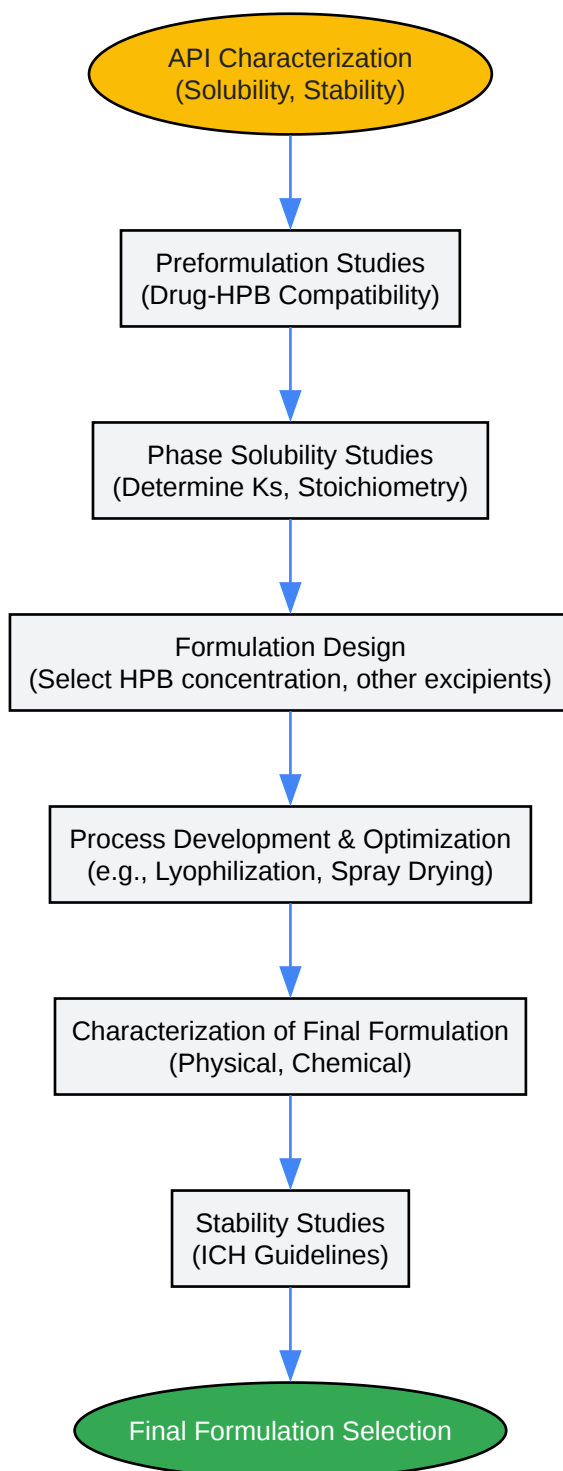 API Characterization
(Solubility, Stability)
Preformulation Studies
(Drug-HPB Compatibility)
Phase Solubility Studies
(Determine Ks, Stoichiometry)
Formulation Design
(Select HPB concentration, other excipients)
Process Development & Optimization
(e.g., Lyophilization, Spray Drying)
Characterization of Final Formulation
(Physical, Chemical)
Stability Studies
(ICH Guidelines)
Final Formulation Selection